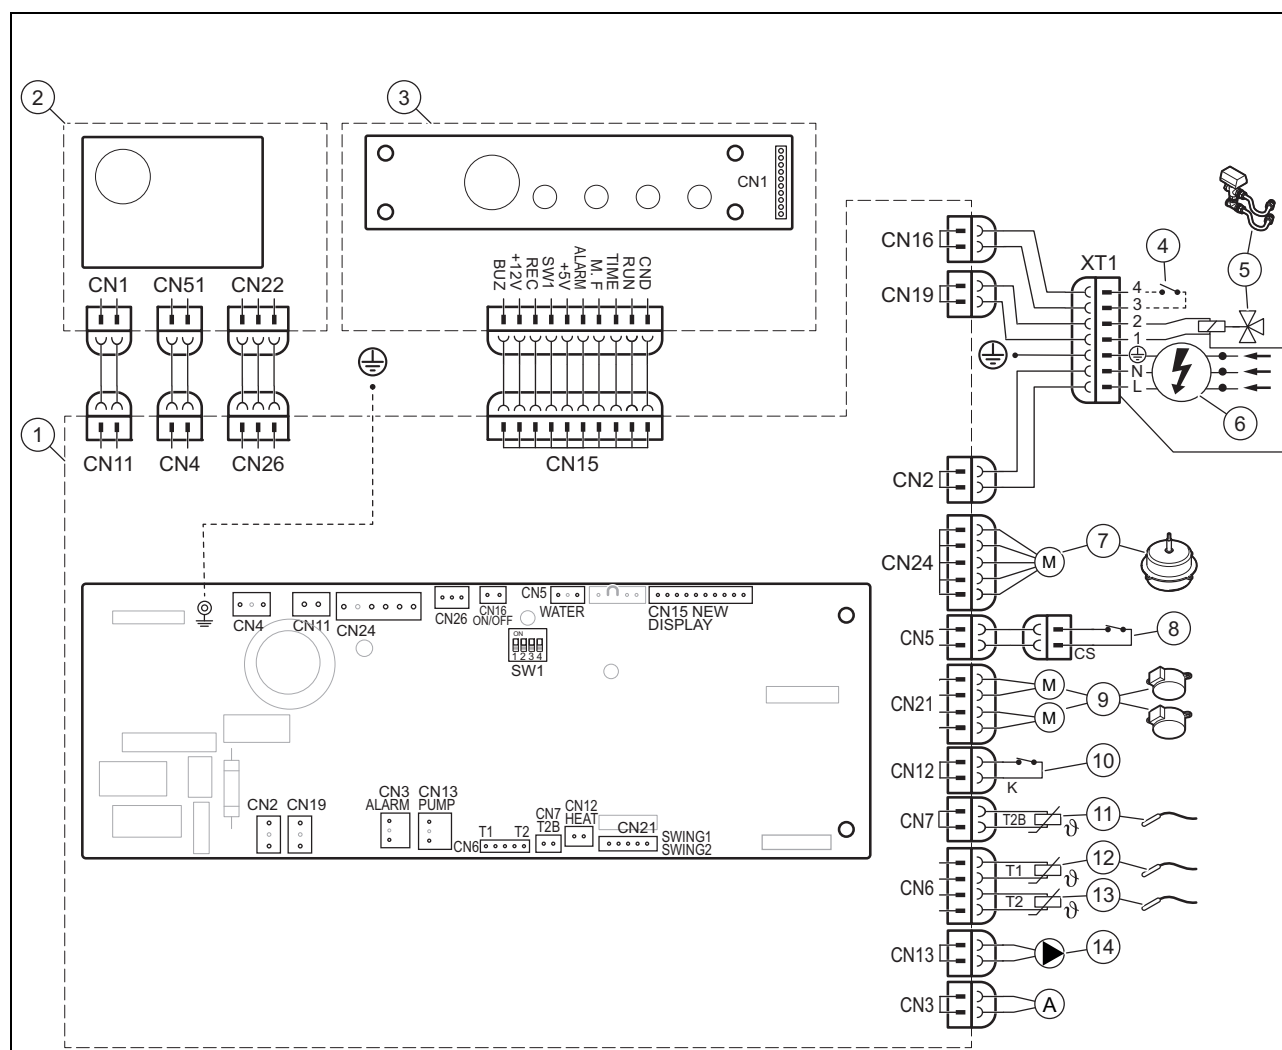 2
3
CN1
CN1 CN51 CN22
BUZ
+12V
REC
SW1
+5V
ALARM
M. F
TIME
RUN
CND
1
CN11 CN4 CN26
CN15
CN16
CN19
XT1
4
3
2
1
N
L
4
5
6
CN2
CN24
M
7
CN5
CS
8
CN21
M
M
9
CN12
K
10
CN7
T2B
ϑ
11
CN6
T1
ϑ
12
T2
ϑ
13
CN13
14
CN3
A
CN4
CN11
CN24
CN26
CN16
ON/OFF
CN5
WATER
CN15 NEW
DISPLAY
ON
1 2 3 4
SW1
CN2
CN19
CN3
ALARM
CN13
PUMP
T1 T2
CN6
CN7
T2B
CN12
HEAT
CN21
SWING1
SWING2